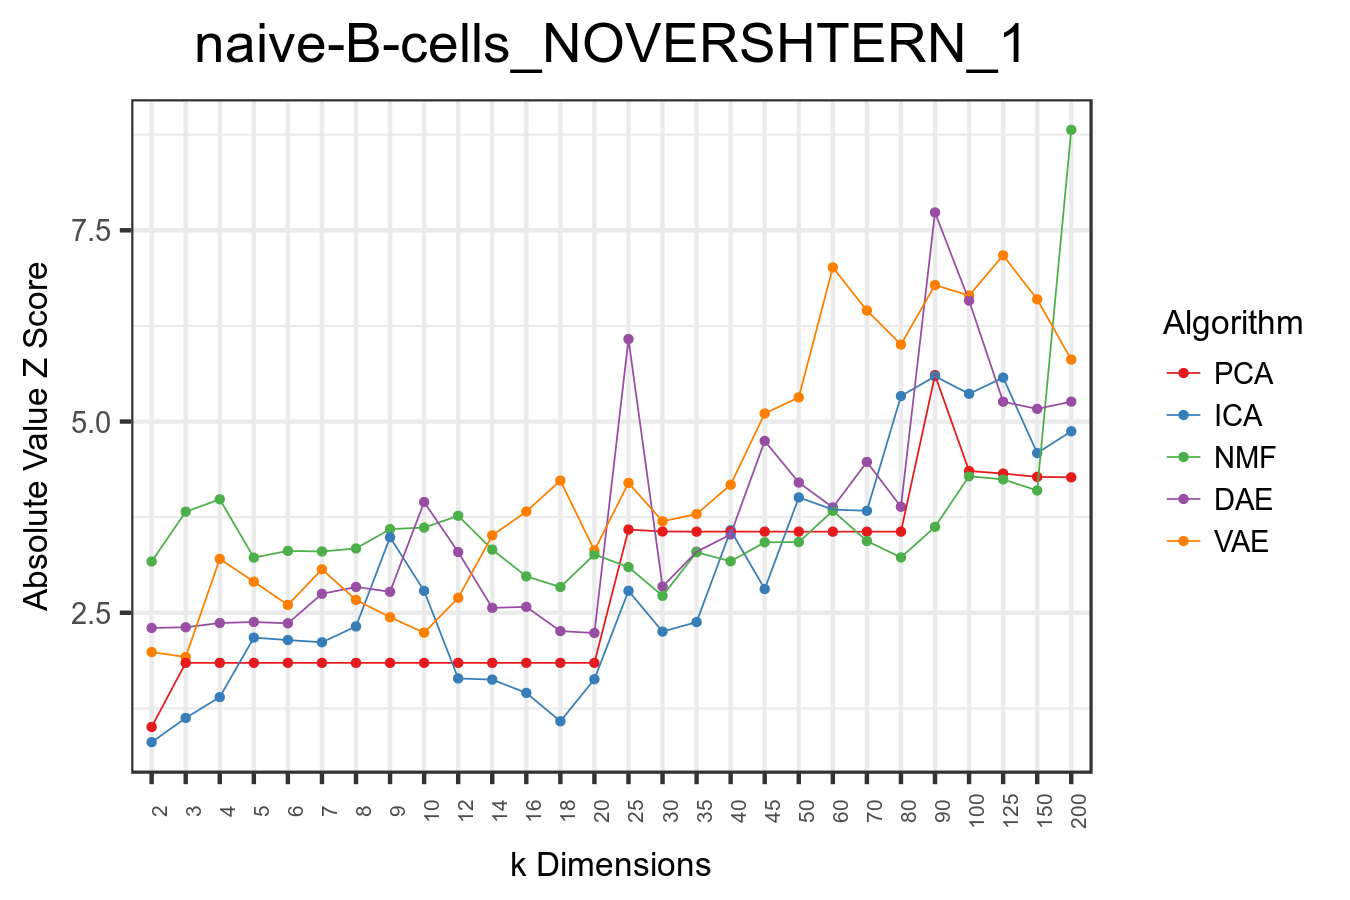 naive-B-cells_NOVERSHTERN_1
Absolute Value Z Score
7.5
5.0
2.5
2 3 4 5 6 7 8 9 10 12 14 16 18 20 25 30 35 40 45 50 60 70 80 90 100 125 150 200
k Dimensions
Algorithm
PCA
ICA
NMF
DAE
VAE